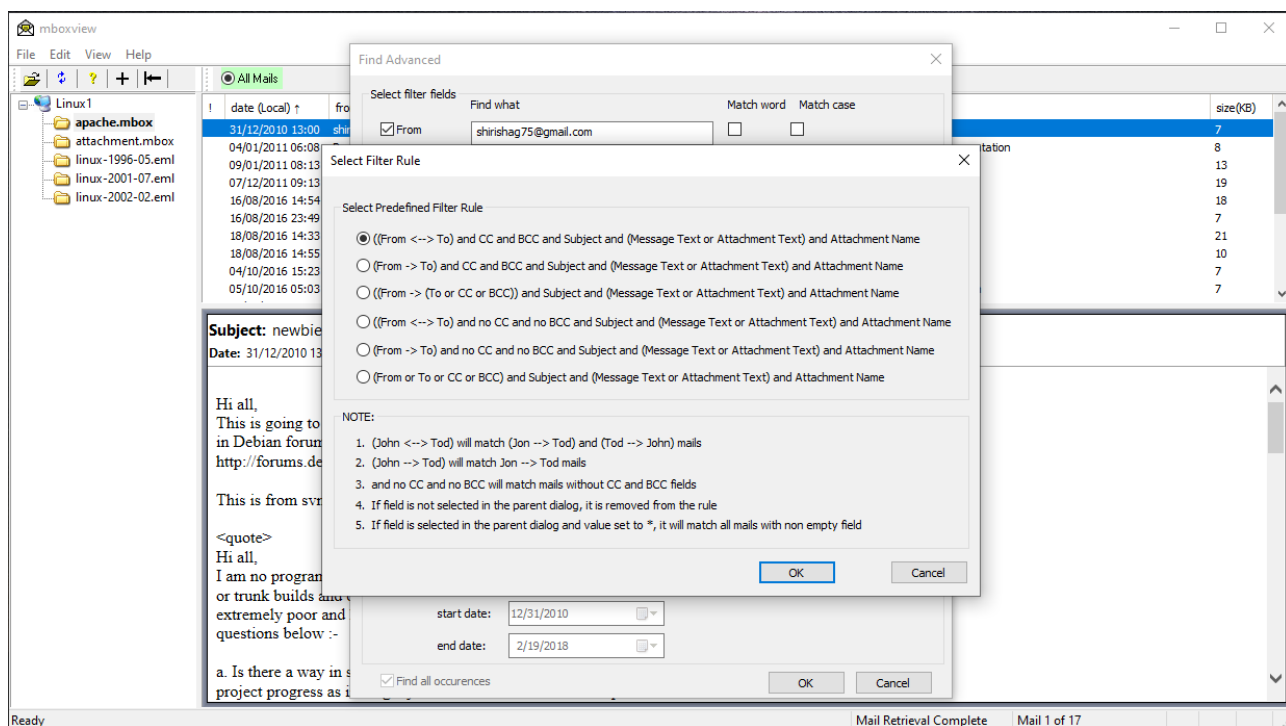 mboxview
File Edit View Help
All Mails
Linux1
apache.mbox
attachment.mbox
linux-1996-05.eml
linux-2001-07.eml
linux-2002-02.eml
! date (Local) ↑ fro size(KB)
31/12/2010 13:00 shir 7
04/01/2011 06:08 tation 8
09/01/2011 08:13 13
07/12/2011 09:13 19
16/08/2016 14:54 18
16/08/2016 23:49 7
18/08/2016 14:33 21
18/08/2016 14:55 10
04/10/2016 15:23 7
05/10/2016 05:03 7
Find Advanced
Select filter fields
Find what Match word Match case
From shirishag75@gmail.com
Select Filter Rule
Select Predefined Filter Rule
((From <--> To) and CC and BCC and Subject and (Message Text or Attachment Text) and Attachment Name
(From -> To) and CC and BCC and Subject and (Message Text or Attachment Text) and Attachment Name
((From -> (To or CC or BCC)) and Subject and (Message Text or Attachment Text) and Attachment Name
((From <--> To) and no CC and no BCC and Subject and (Message Text or Attachment Text) and Attachment Name
(From -> To) and no CC and no BCC and Subject and (Message Text or Attachment Text) and Attachment Name
(From or To or CC or BCC) and Subject and (Message Text or Attachment Text) and Attachment Name
NOTE:
1. (John <--> Tod) will match (Jon --> Tod) and (Tod --> John) mails
2. (John --> Tod) will match Jon --> Tod mails
3. and no CC and no BCC will match mails without CC and BCC fields
4. If field is not selected in the parent dialog, it is removed from the rule
5. If field is selected in the parent dialog and value set to *, it will match all mails with non empty field
OK Cancel
start date: 12/31/2010
end date: 2/19/2018
Find all occurences
OK Cancel
Subject: newbie
Date: 31/12/2010 13
Hi all,
This is going to
in Debian forum
http://forums.de
This is from svn
<quote>
Hi all,
I am no program
or trunk builds and
extremely poor and
questions below :-
a. Is there a way in s
project progress as i
Ready Mail Retrieval Complete Mail 1 of 17